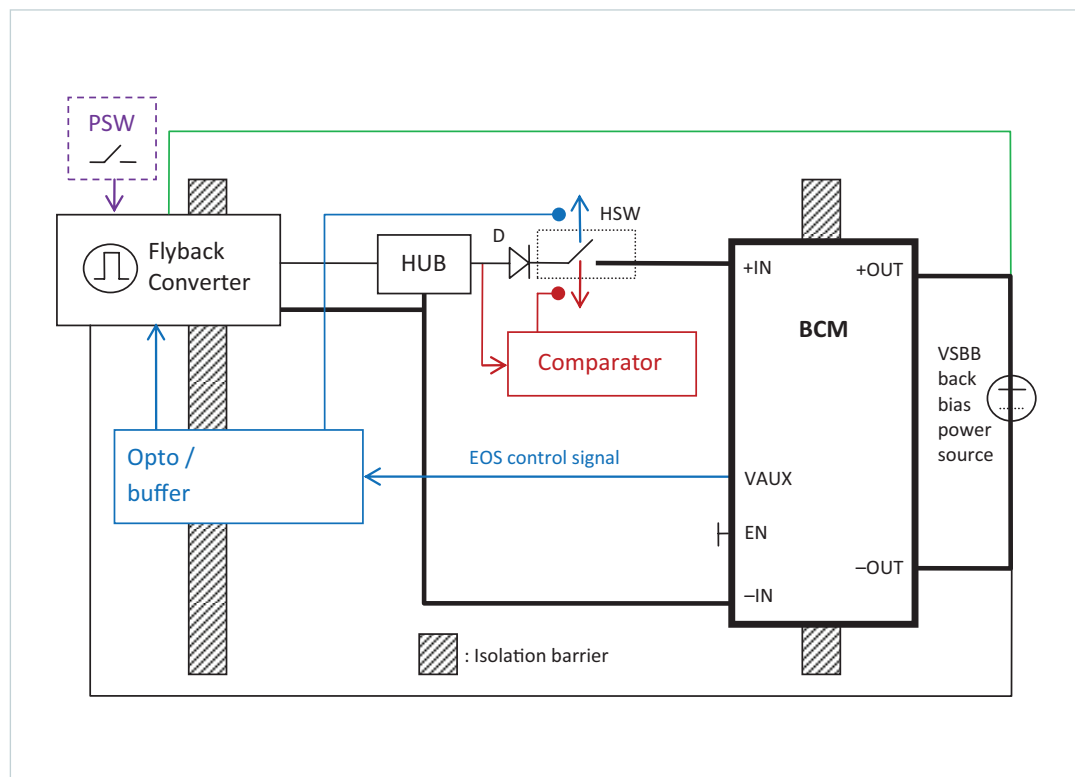 PSW
Flyback
Converter
HUB
D
HSW
+IN
+OUT
BCM
Comparator
VSBB
back
bias
power
source
Opto /
buffer
EOS control signal
VAUX
EN
–IN
–OUT
: Isolation barrier